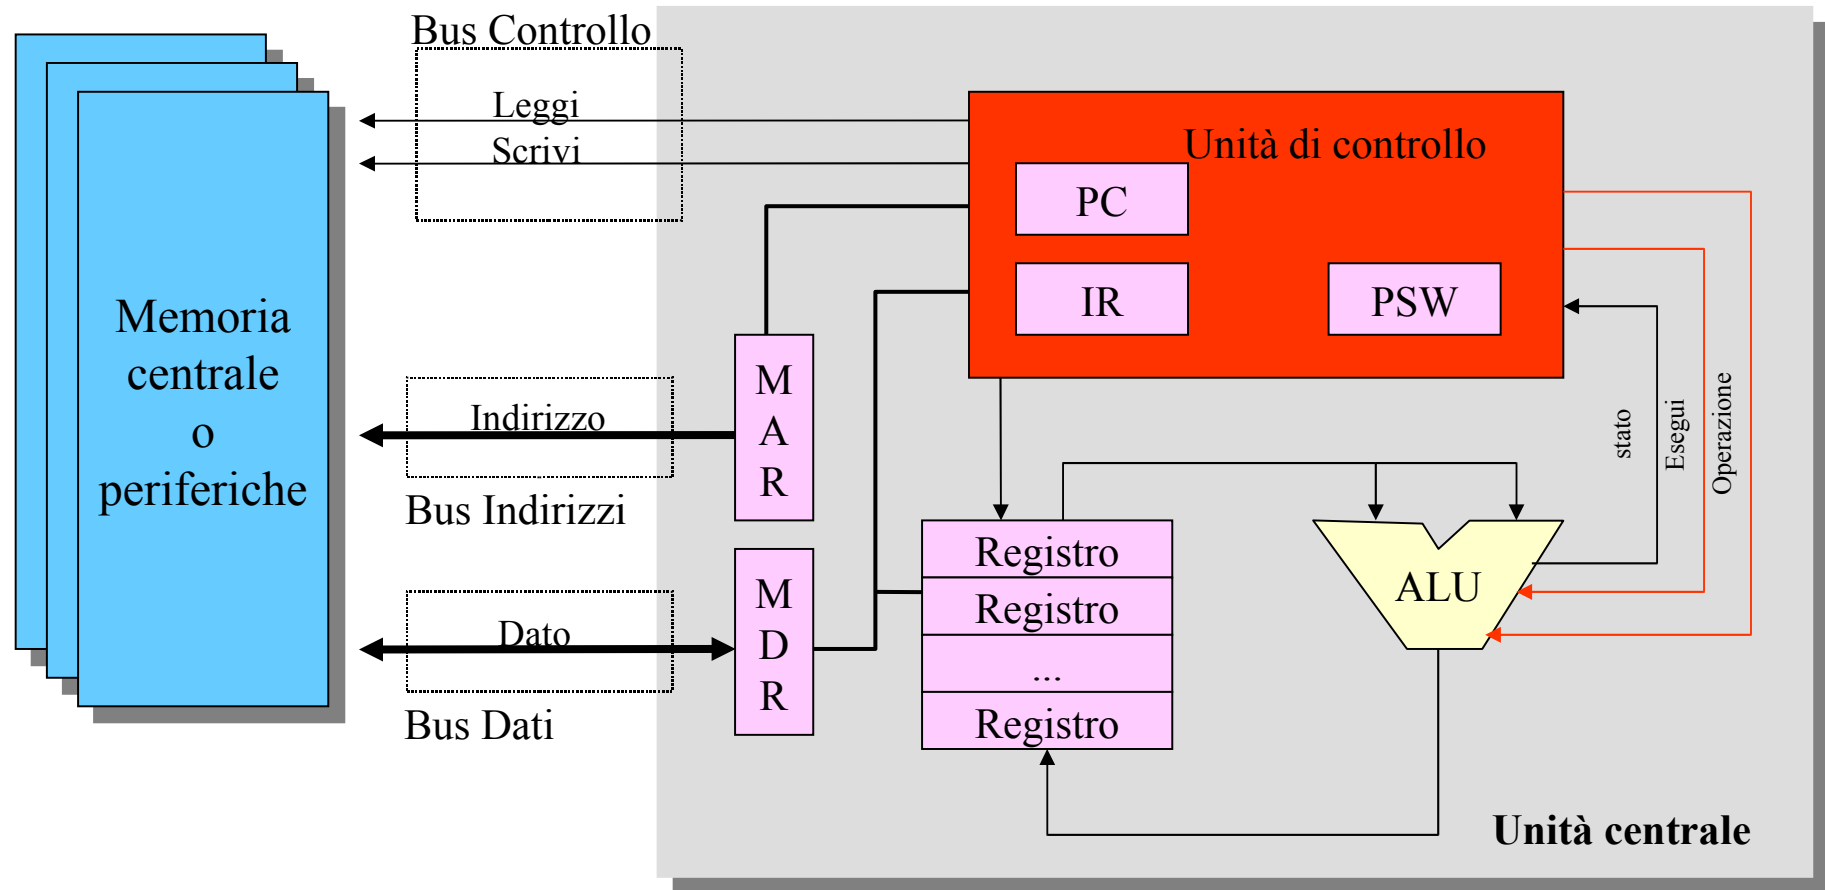 Bus Controllo
Leggi
Scrivi
Unità di controllo
PC
IR
PSW
Memoria
centrale
o
periferiche
Indirizzo
Bus Indirizzi
M
A
R
stato
Esegui
Operazione
Dato
Bus Dati
M
D
R
Registro
Registro
...
Registro
ALU
Unità centrale